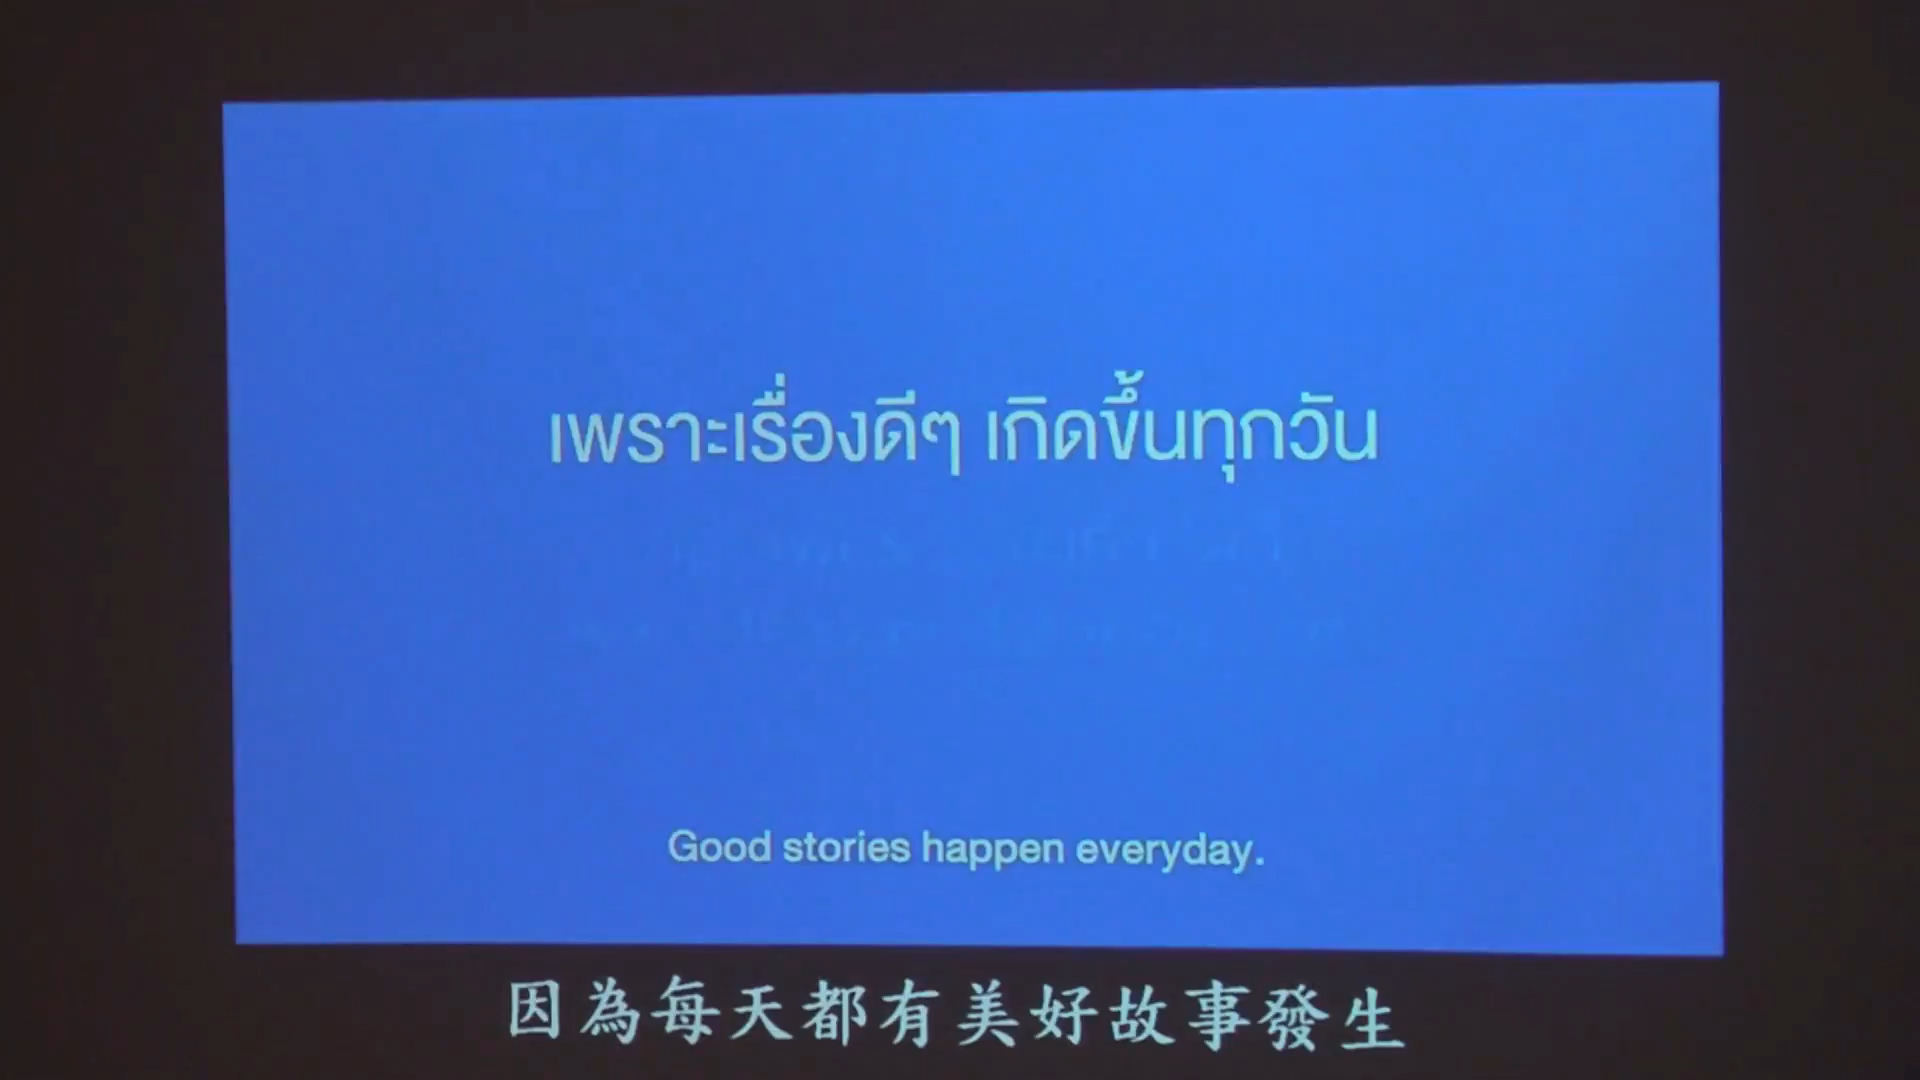 เพราะเรื่องดีๆ เกิดขึ้นทุกวัน
Good stories happen everyday.
因為每天都有美好故事發生